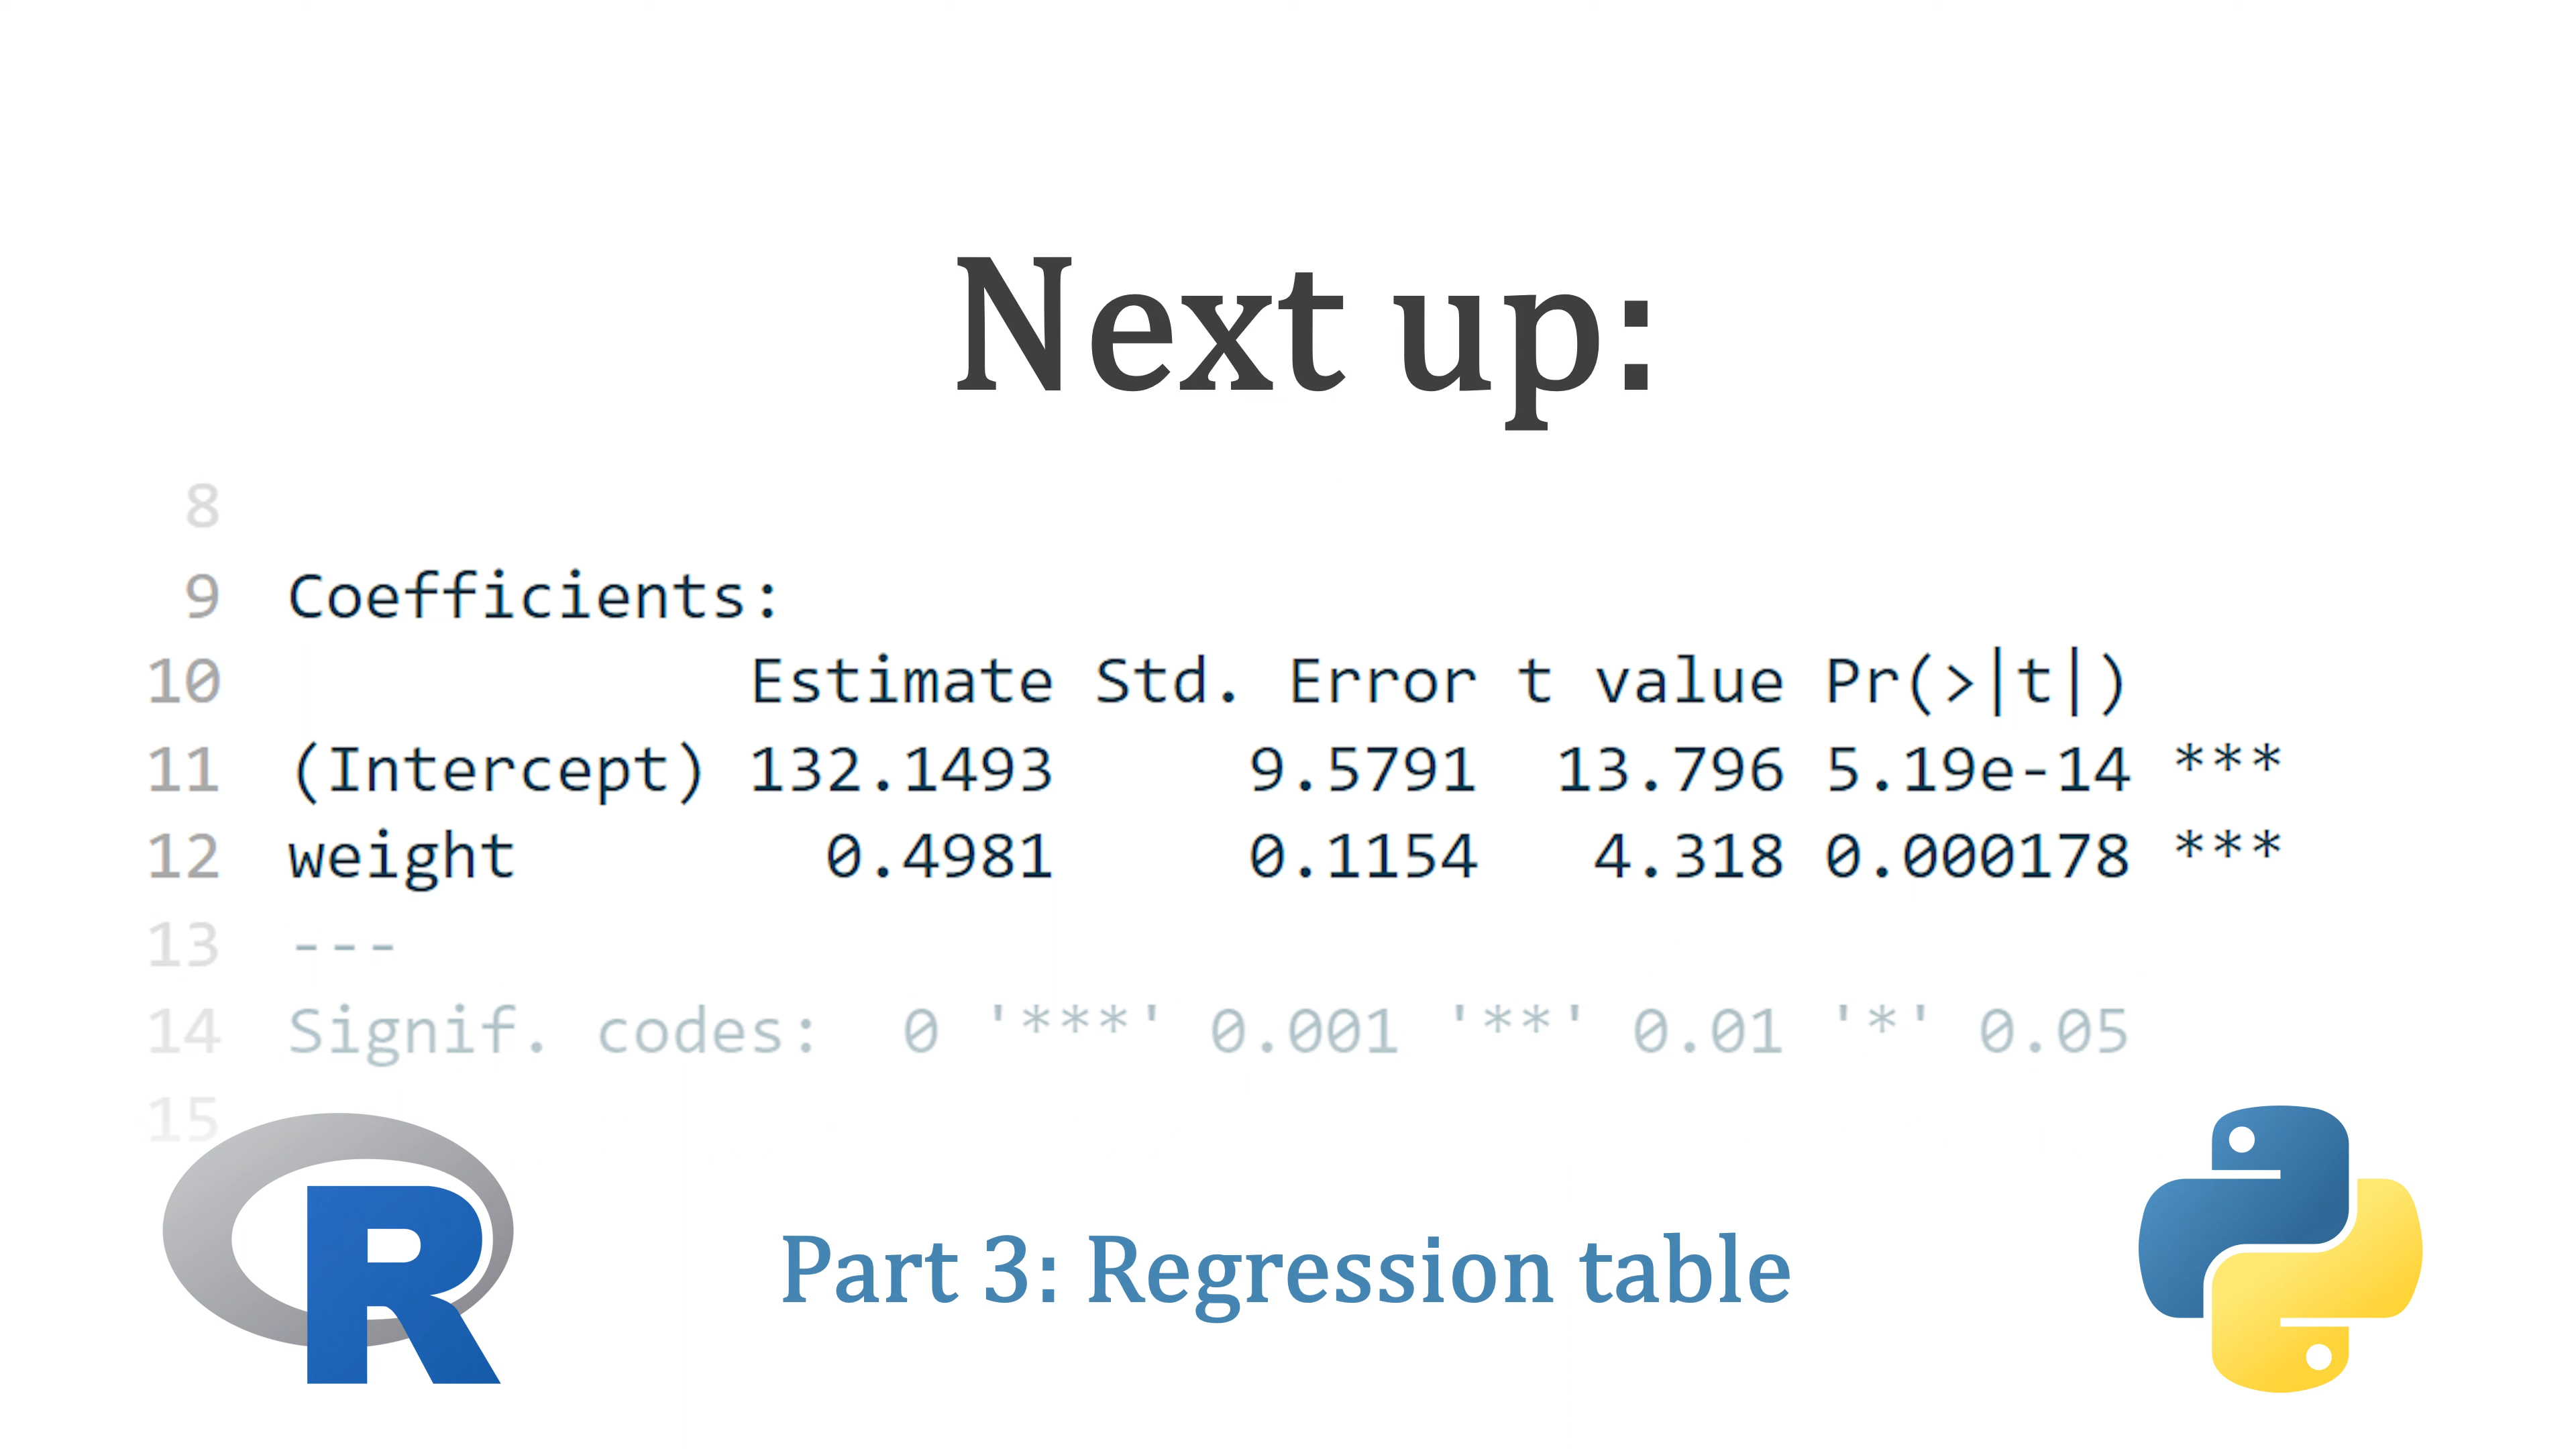 Next up:
8
9 Coefficients:
10 Estimate Std. Error t value Pr(>|t|)
11 (Intercept) 132.1493 9.5791 13.796 5.19e-14 ***
12 weight 0.4981 0.1154 4.318 0.000178 ***
13 ---
14 Signif. codes: 0 '***' 0.001 '**' 0.01 '*' 0.05
15
R
Part 3: Regression table